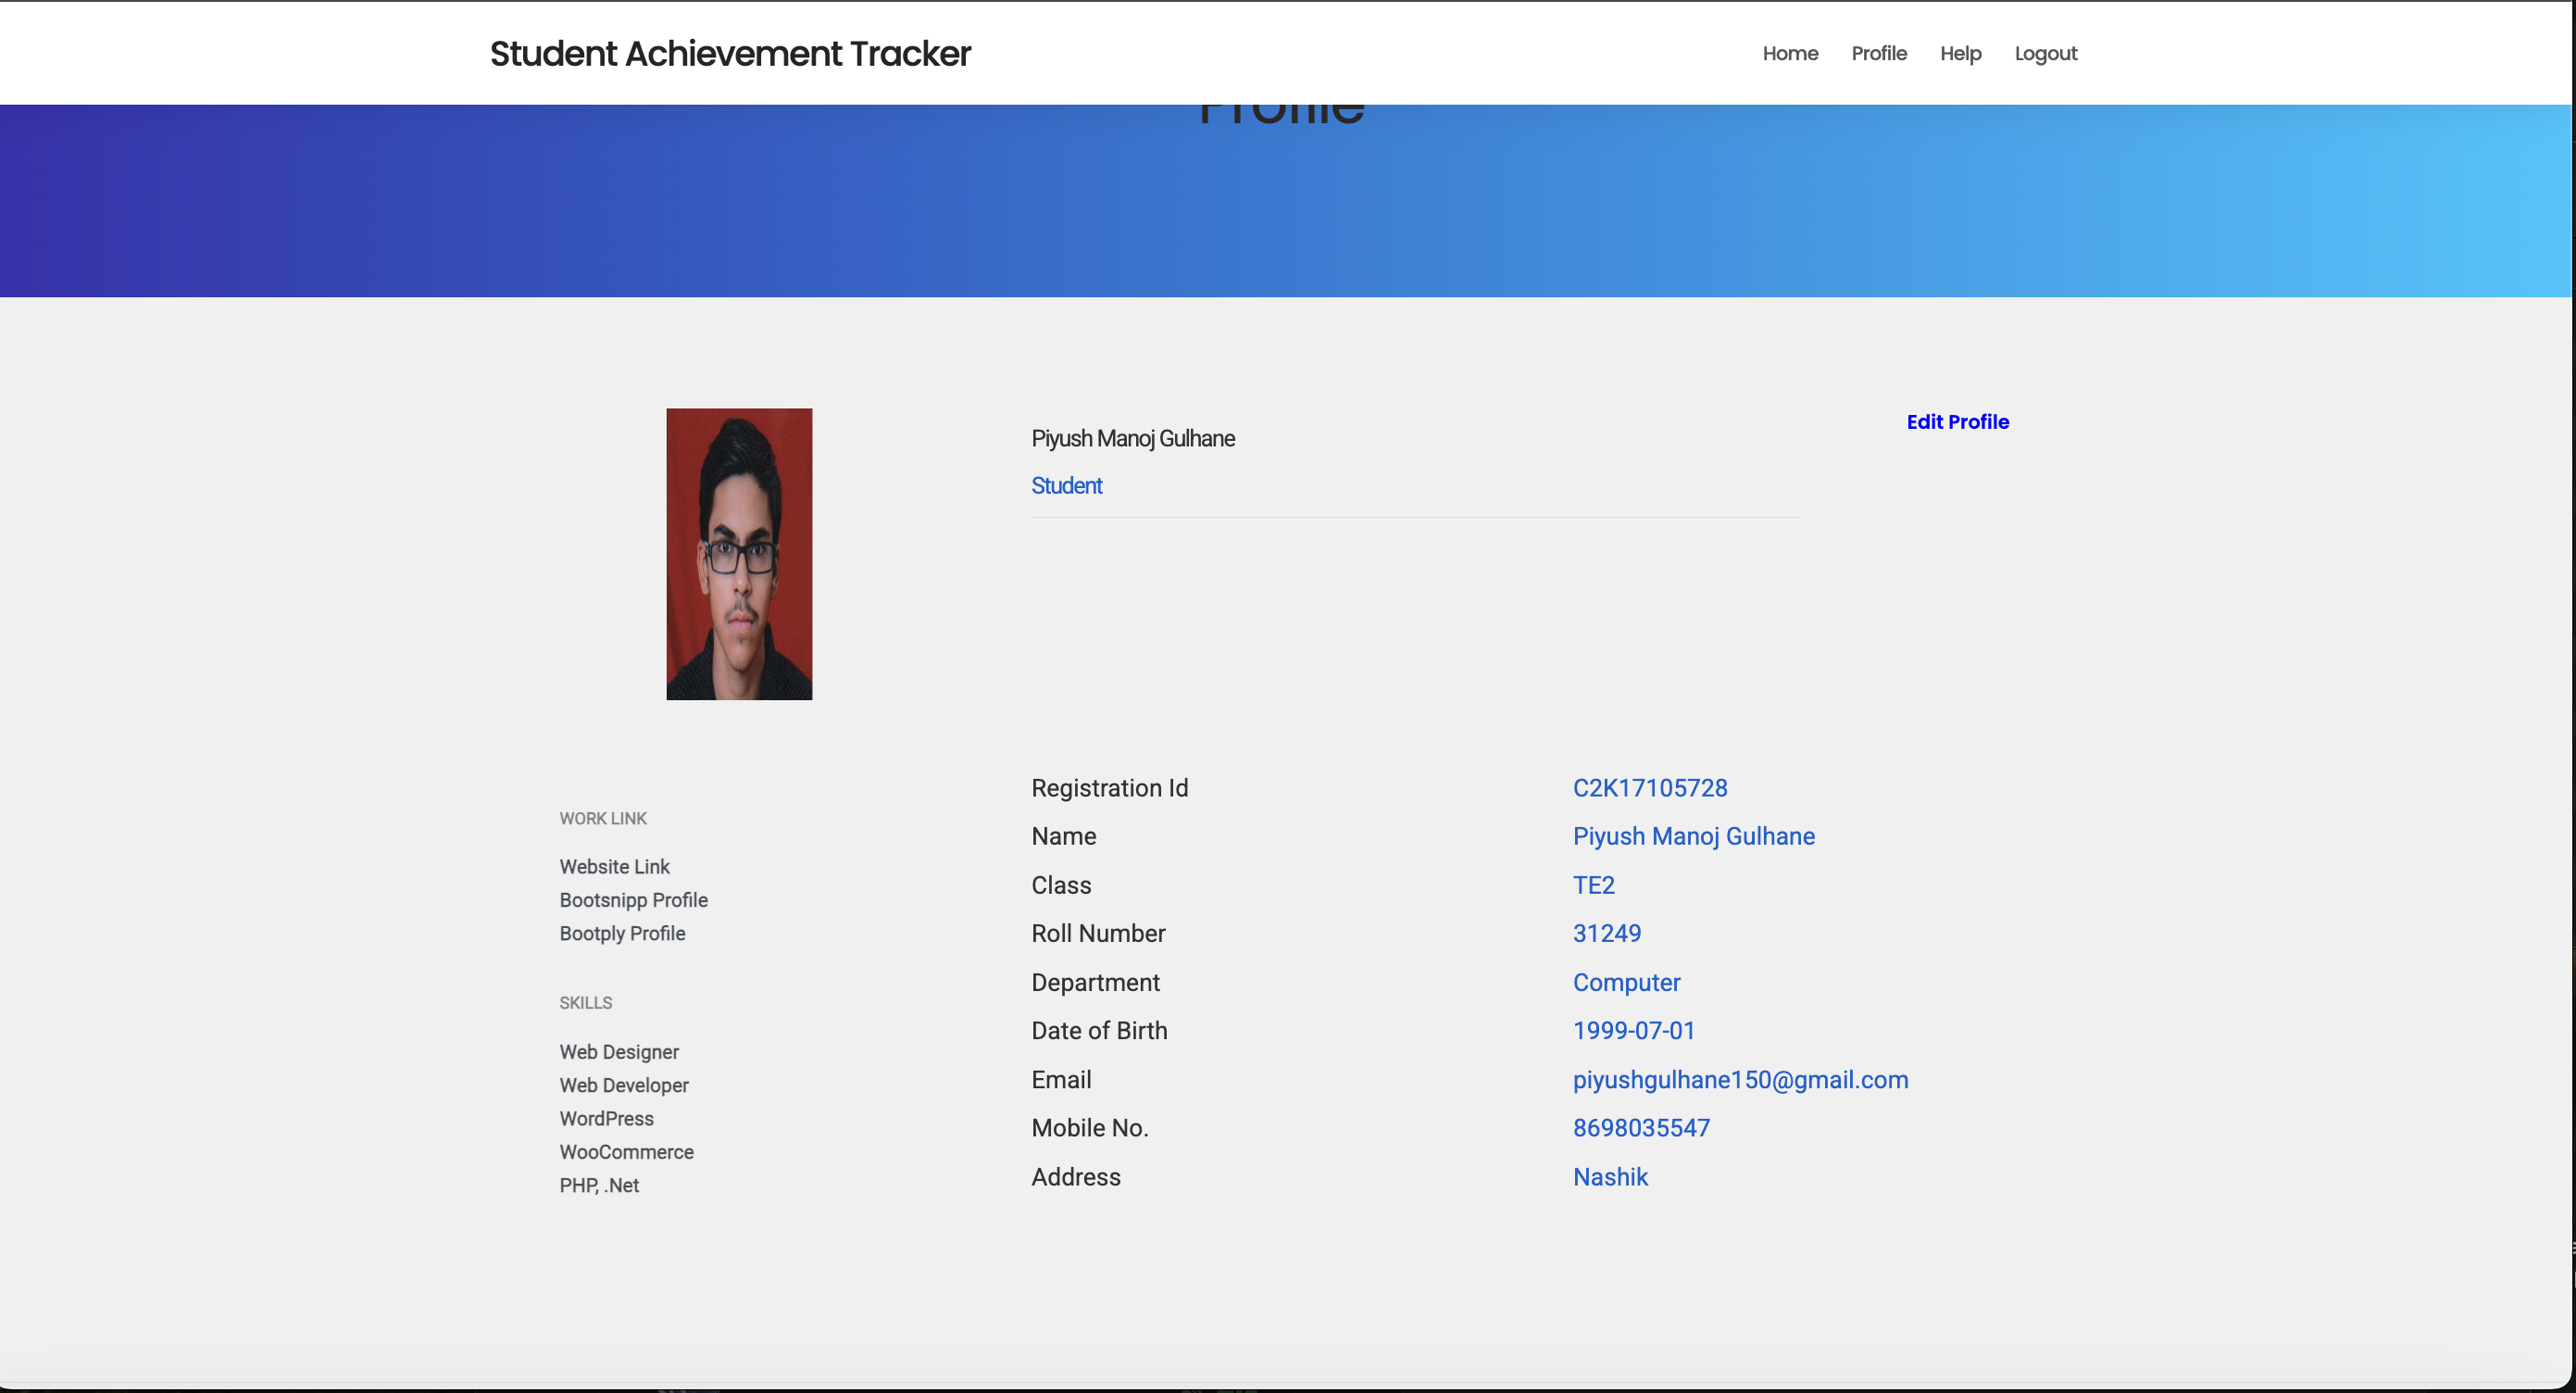 Student Achievement Tracker
Home Profile Help Logout
Profile
Piyush Manoj Gulhane
Edit Profile
Student
WORK LINK
Website Link
Bootsnipp Profile
Bootply Profile
SKILLS
Web Designer
Web Developer
WordPress
WooCommerce
PHP, .Net
Registration Id C2K17105728
Name Piyush Manoj Gulhane
Class TE2
Roll Number 31249
Department Computer
Date of Birth 1999-07-01
Email piyushgulhane150@gmail.com
Mobile No. 8698035547
Address Nashik